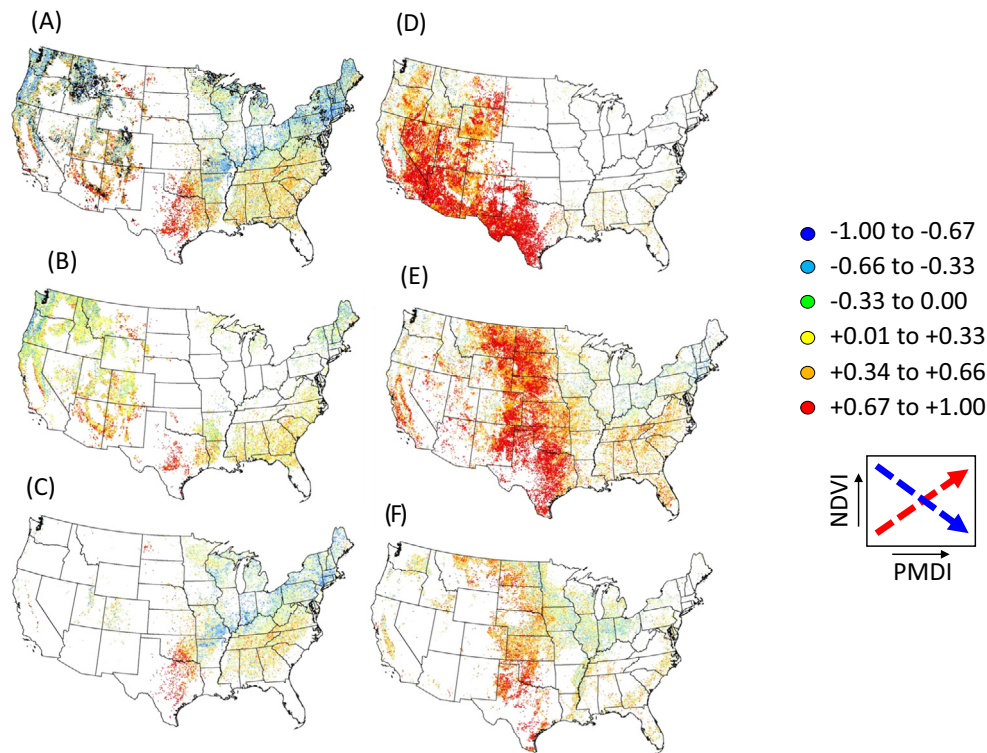 (A)
(D)
(B)
(E)
(C)
(F)
-1.00 to -0.67
-0.66 to -0.33
-0.33 to 0.00
+0.01 to +0.33
+0.34 to +0.66
+0.67 to +1.00
NDVI
PMDI